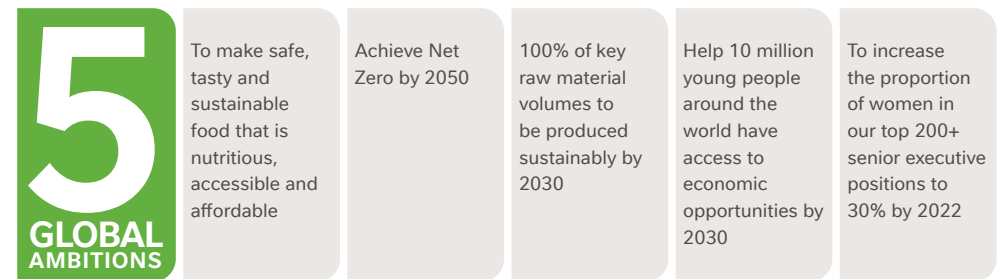 5
GLOBAL
AMBITIONS
To make safe,
tasty and
sustainable
food that is
nutritious,
accessible and
affordable
Achieve Net
Zero by 2050
100% of key
raw material
volumes to
be produced
sustainably by
2030
Help 10 million
young people
around the
world have
access to
economic
opportunities by
2030
To increase
the proportion
of women in
our top 200+
senior executive
positions to
30% by 2022